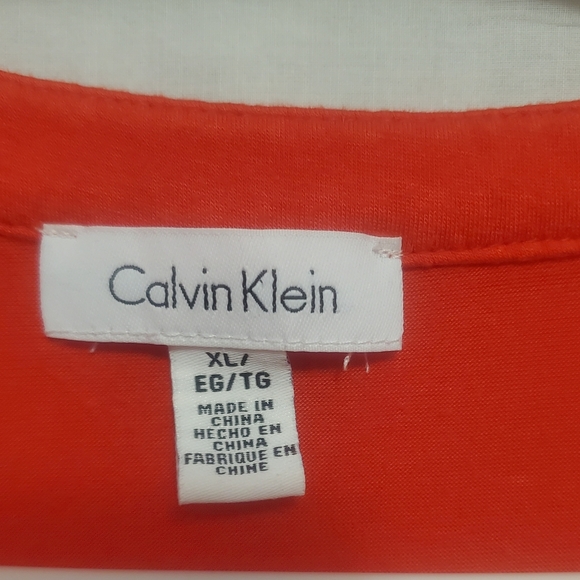 Calvin Klein
XL/
EG/TG
MADE IN
CHINA
HECHO EN
CHINA
FABRIQUE EN
CHINE